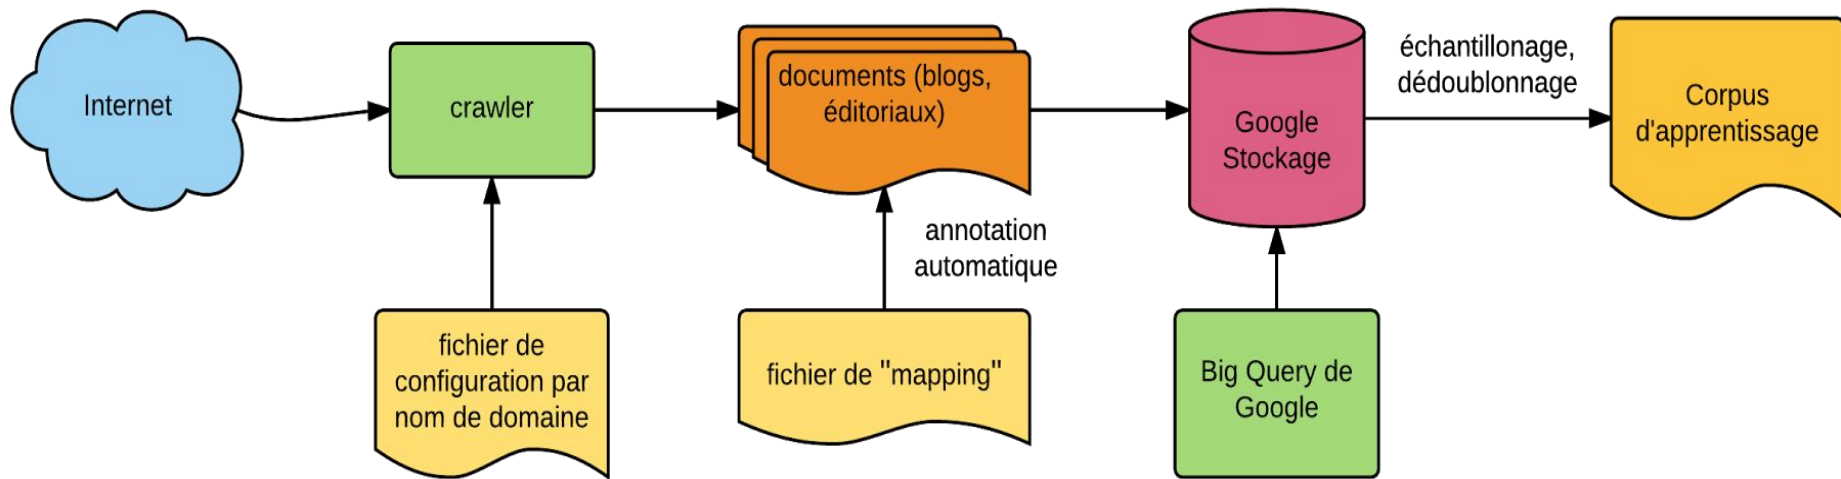 Internet
crawler
documents (blogs,
éditoriaux)
Google
Stockage
échantillonage,
dédoublonnage
Corpus
d'apprentissage
annotation
automatique
fichier de
configuration par
nom de domaine
fichier de "mapping"
Big Query de
Google